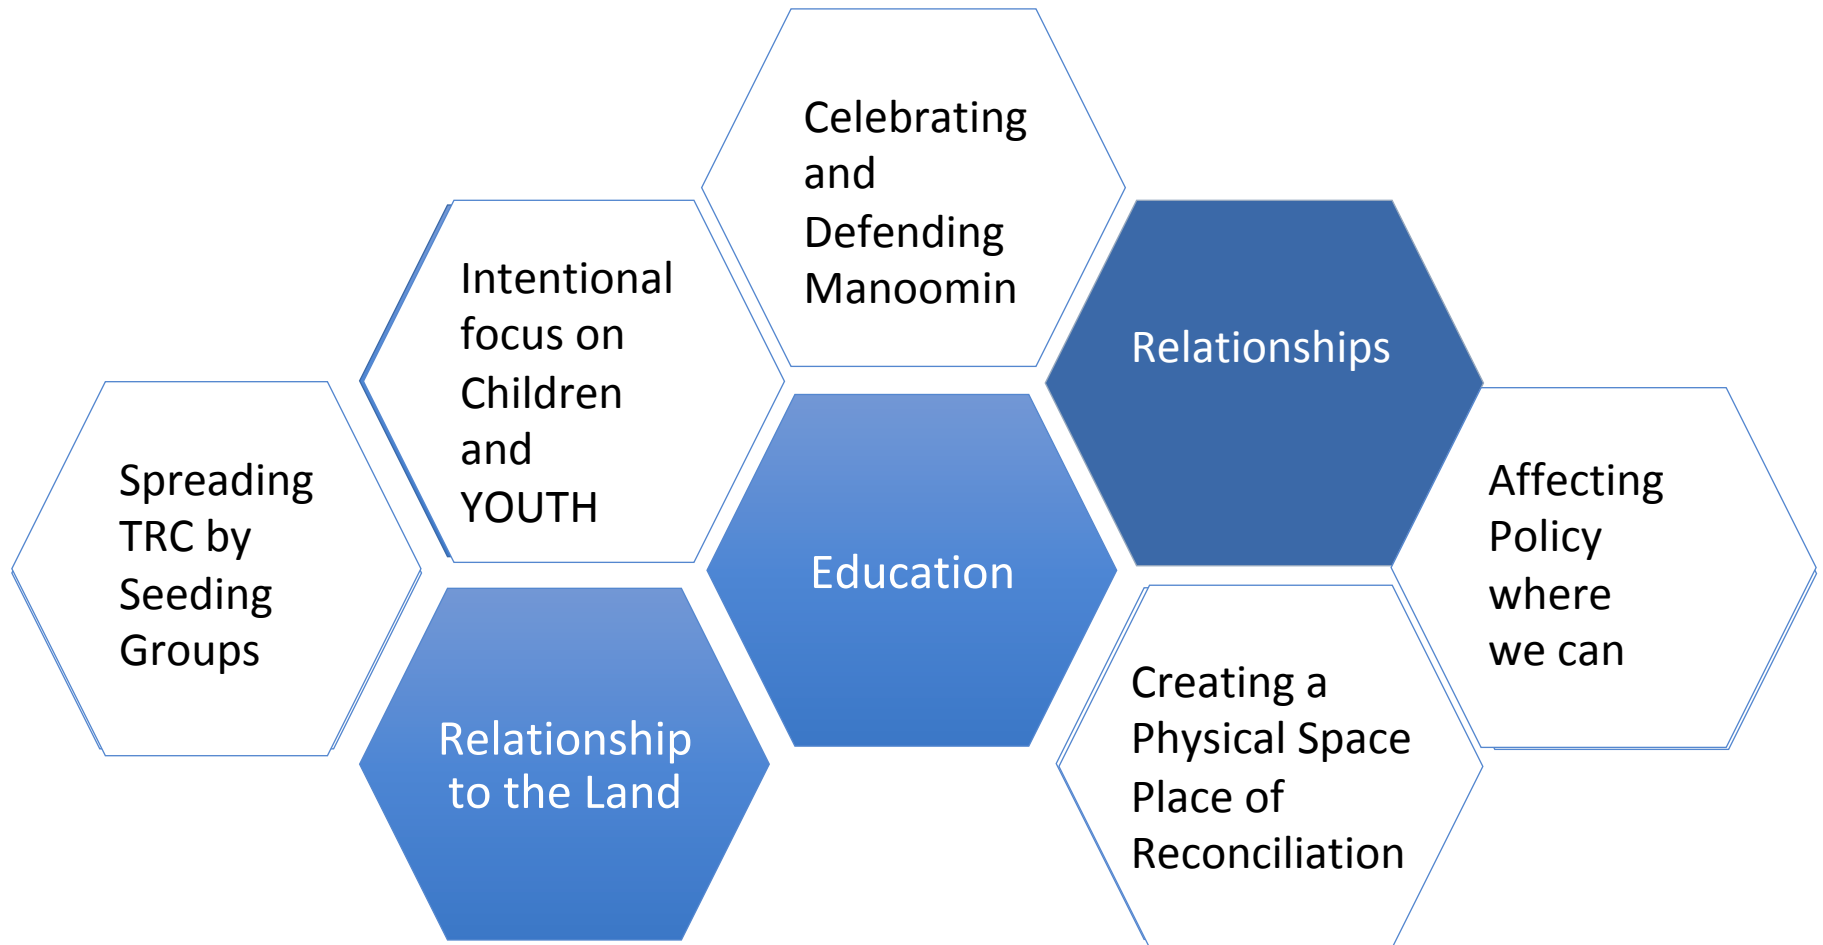 Celebrating
and
Defending
Manoomin
Intentional
focus on
Children
and
YOUTH
Relationships
Spreading
TRC by
Seeding
Groups
Education
Affecting
Policy
where
we can
Relationship
to the Land
Creating a
Physical Space
Place of
Reconciliation